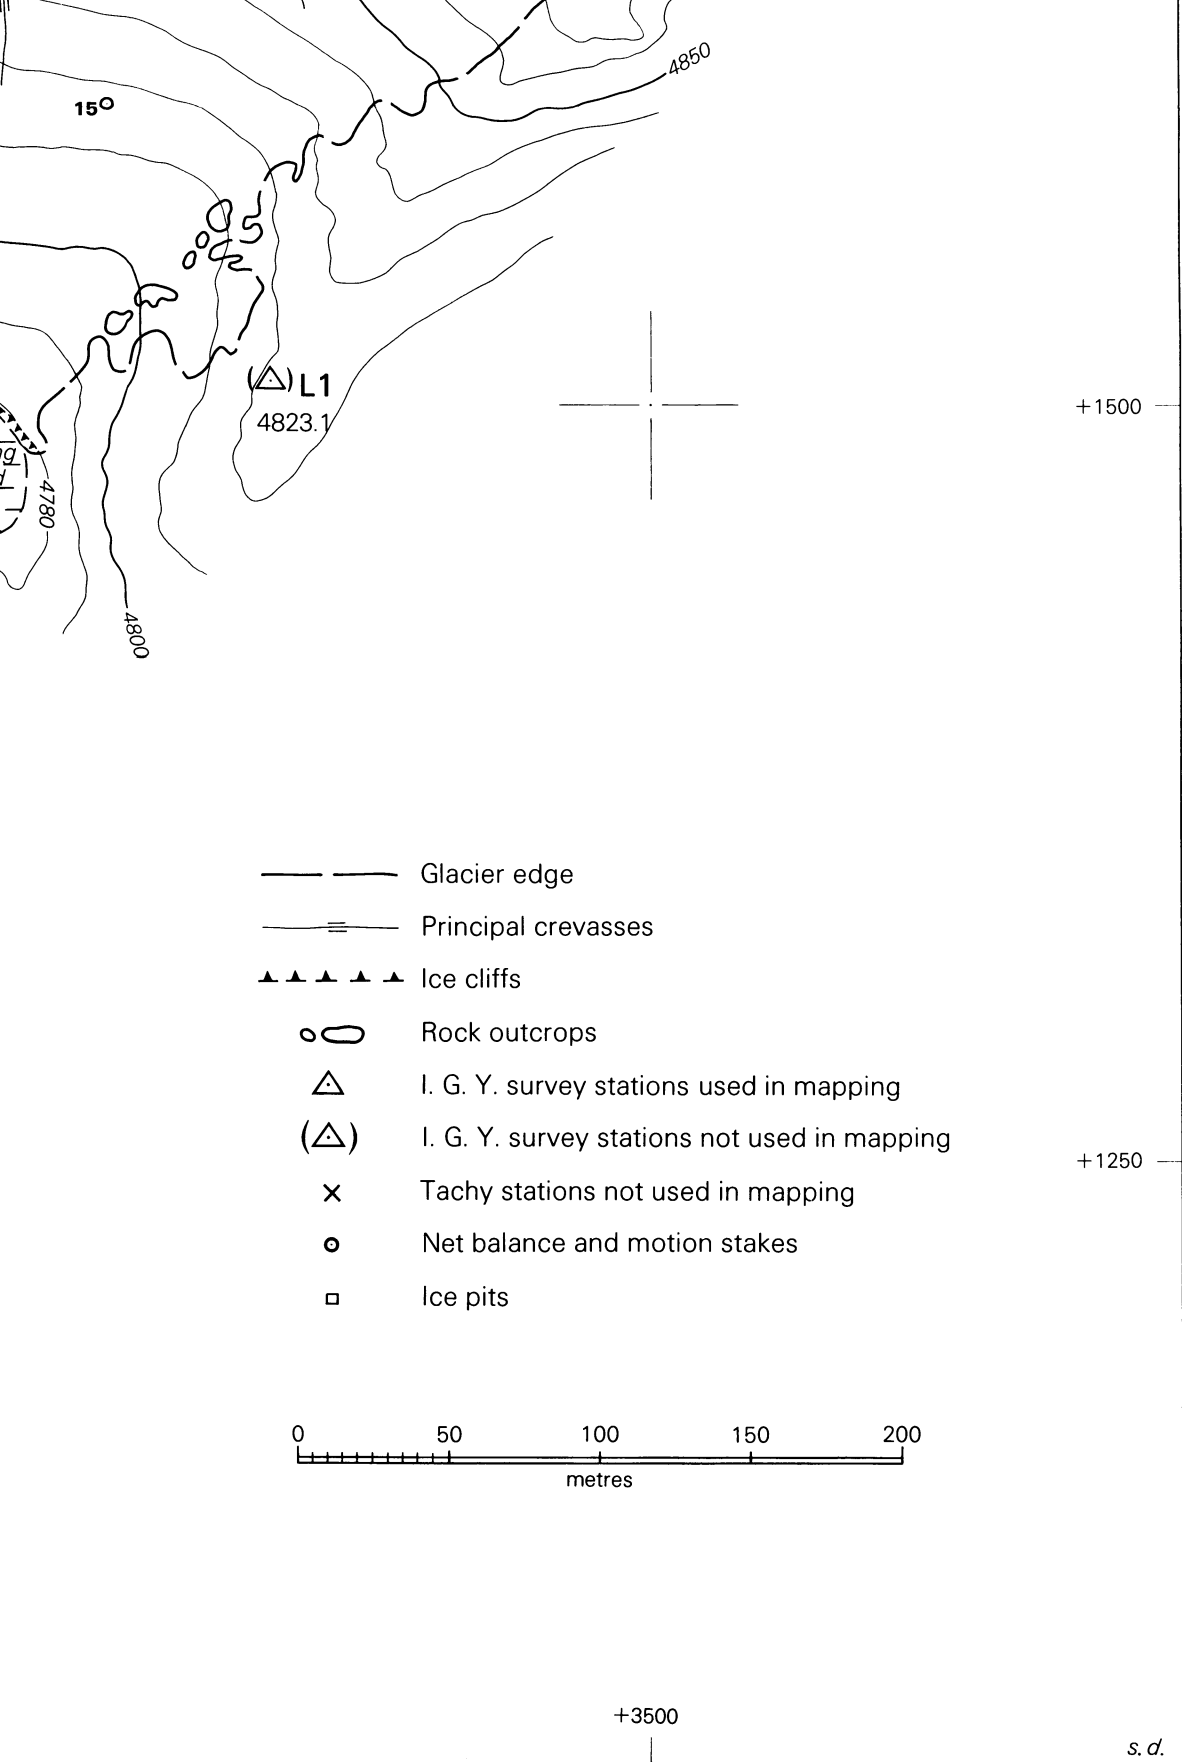 4850
15
L1
4823.1
+1500
4780
4800
Glacier edge
Principal crevasses
Ice cliffs
Rock outcrops
I. G. Y. survey stations used in mapping
I. G. Y. survey stations not used in mapping
+1250
Tachy stations not used in mapping
Net balance and motion stakes
Ice pits
0 50 100 150 200
metres
+3500
s. d.